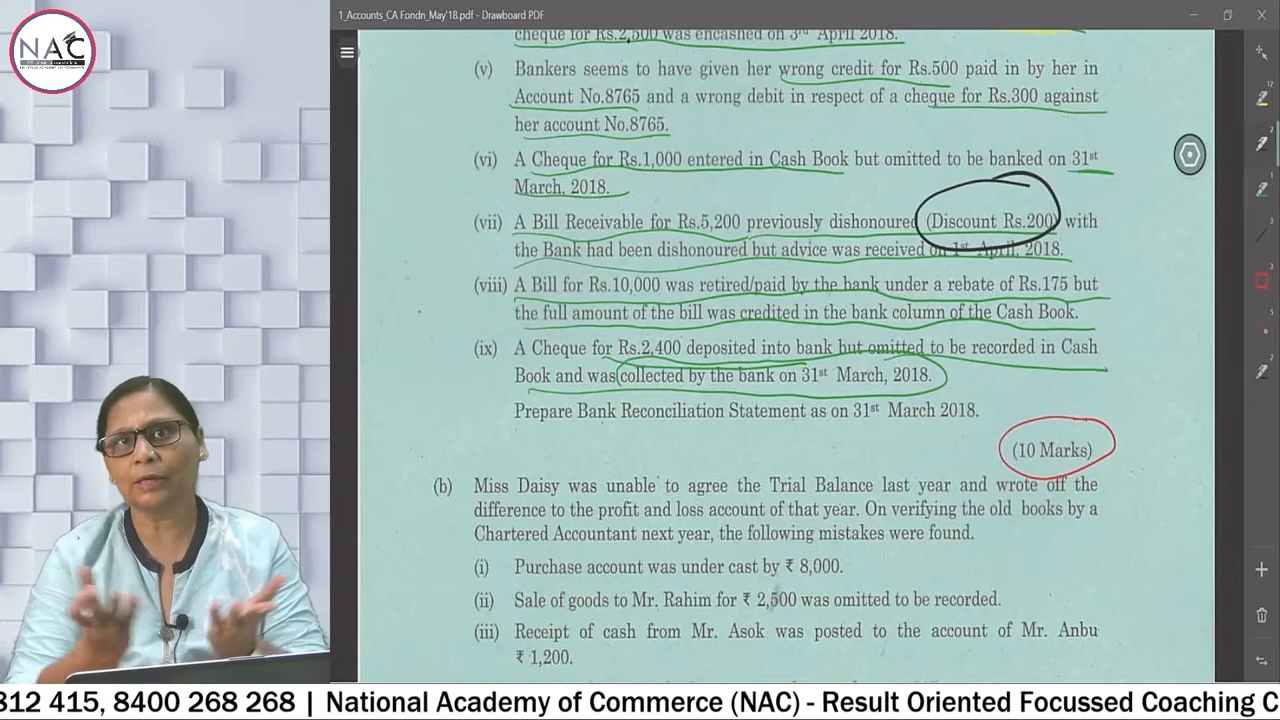 1_Accounts_CA Fondn_May'18.pdf - Drawboard PDF
NAC
cheque for Rs.2,500 was encashed on 3rd April 2018.
(v) Bankers seems to have given her wrong credit for Rs.500 paid in by her in
Account No.8765 and a wrong debit in respect of a cheque for Rs.300 against
her account No.8765.
(vi) A Cheque for Rs.1,000 entered in Cash Book but omitted to be banked on 31st
March, 2018.
(vii) A Bill Receivable for Rs.5,200 previously dishonoured (Discount Rs.200) with
the Bank had been dishonoured but advice was received on 1st April, 2018.
(viii) A Bill for Rs.10,000 was retired/paid by the bank under a rebate of Rs.175 but
the full amount of the bill was credited in the bank column of the Cash Book.
(ix) A Cheque for Rs.2,400 deposited into bank but omitted to be recorded in Cash
Book and was collected by the bank on 31st March, 2018.
Prepare Bank Reconciliation Statement as on 31st March 2018.
(10 Marks)
(b) Miss Daisy was unable to agree the Trial Balance last year and wrote off the
difference to the profit and loss account of that year. On verifying the old books by a
Chartered Accountant next year, the following mistakes were found.
(i) Purchase account was under cast by ₹ 8,000.
(ii) Sale of goods to Mr. Rahim for ₹ 2,500 was omitted to be recorded.
(iii) Receipt of cash from Mr. Asok was posted to the account of Mr. Anbu
₹ 1,200.
812 415, 8400 268 268 | National Academy of Commerce (NAC) - Result Oriented Focussed Coaching C